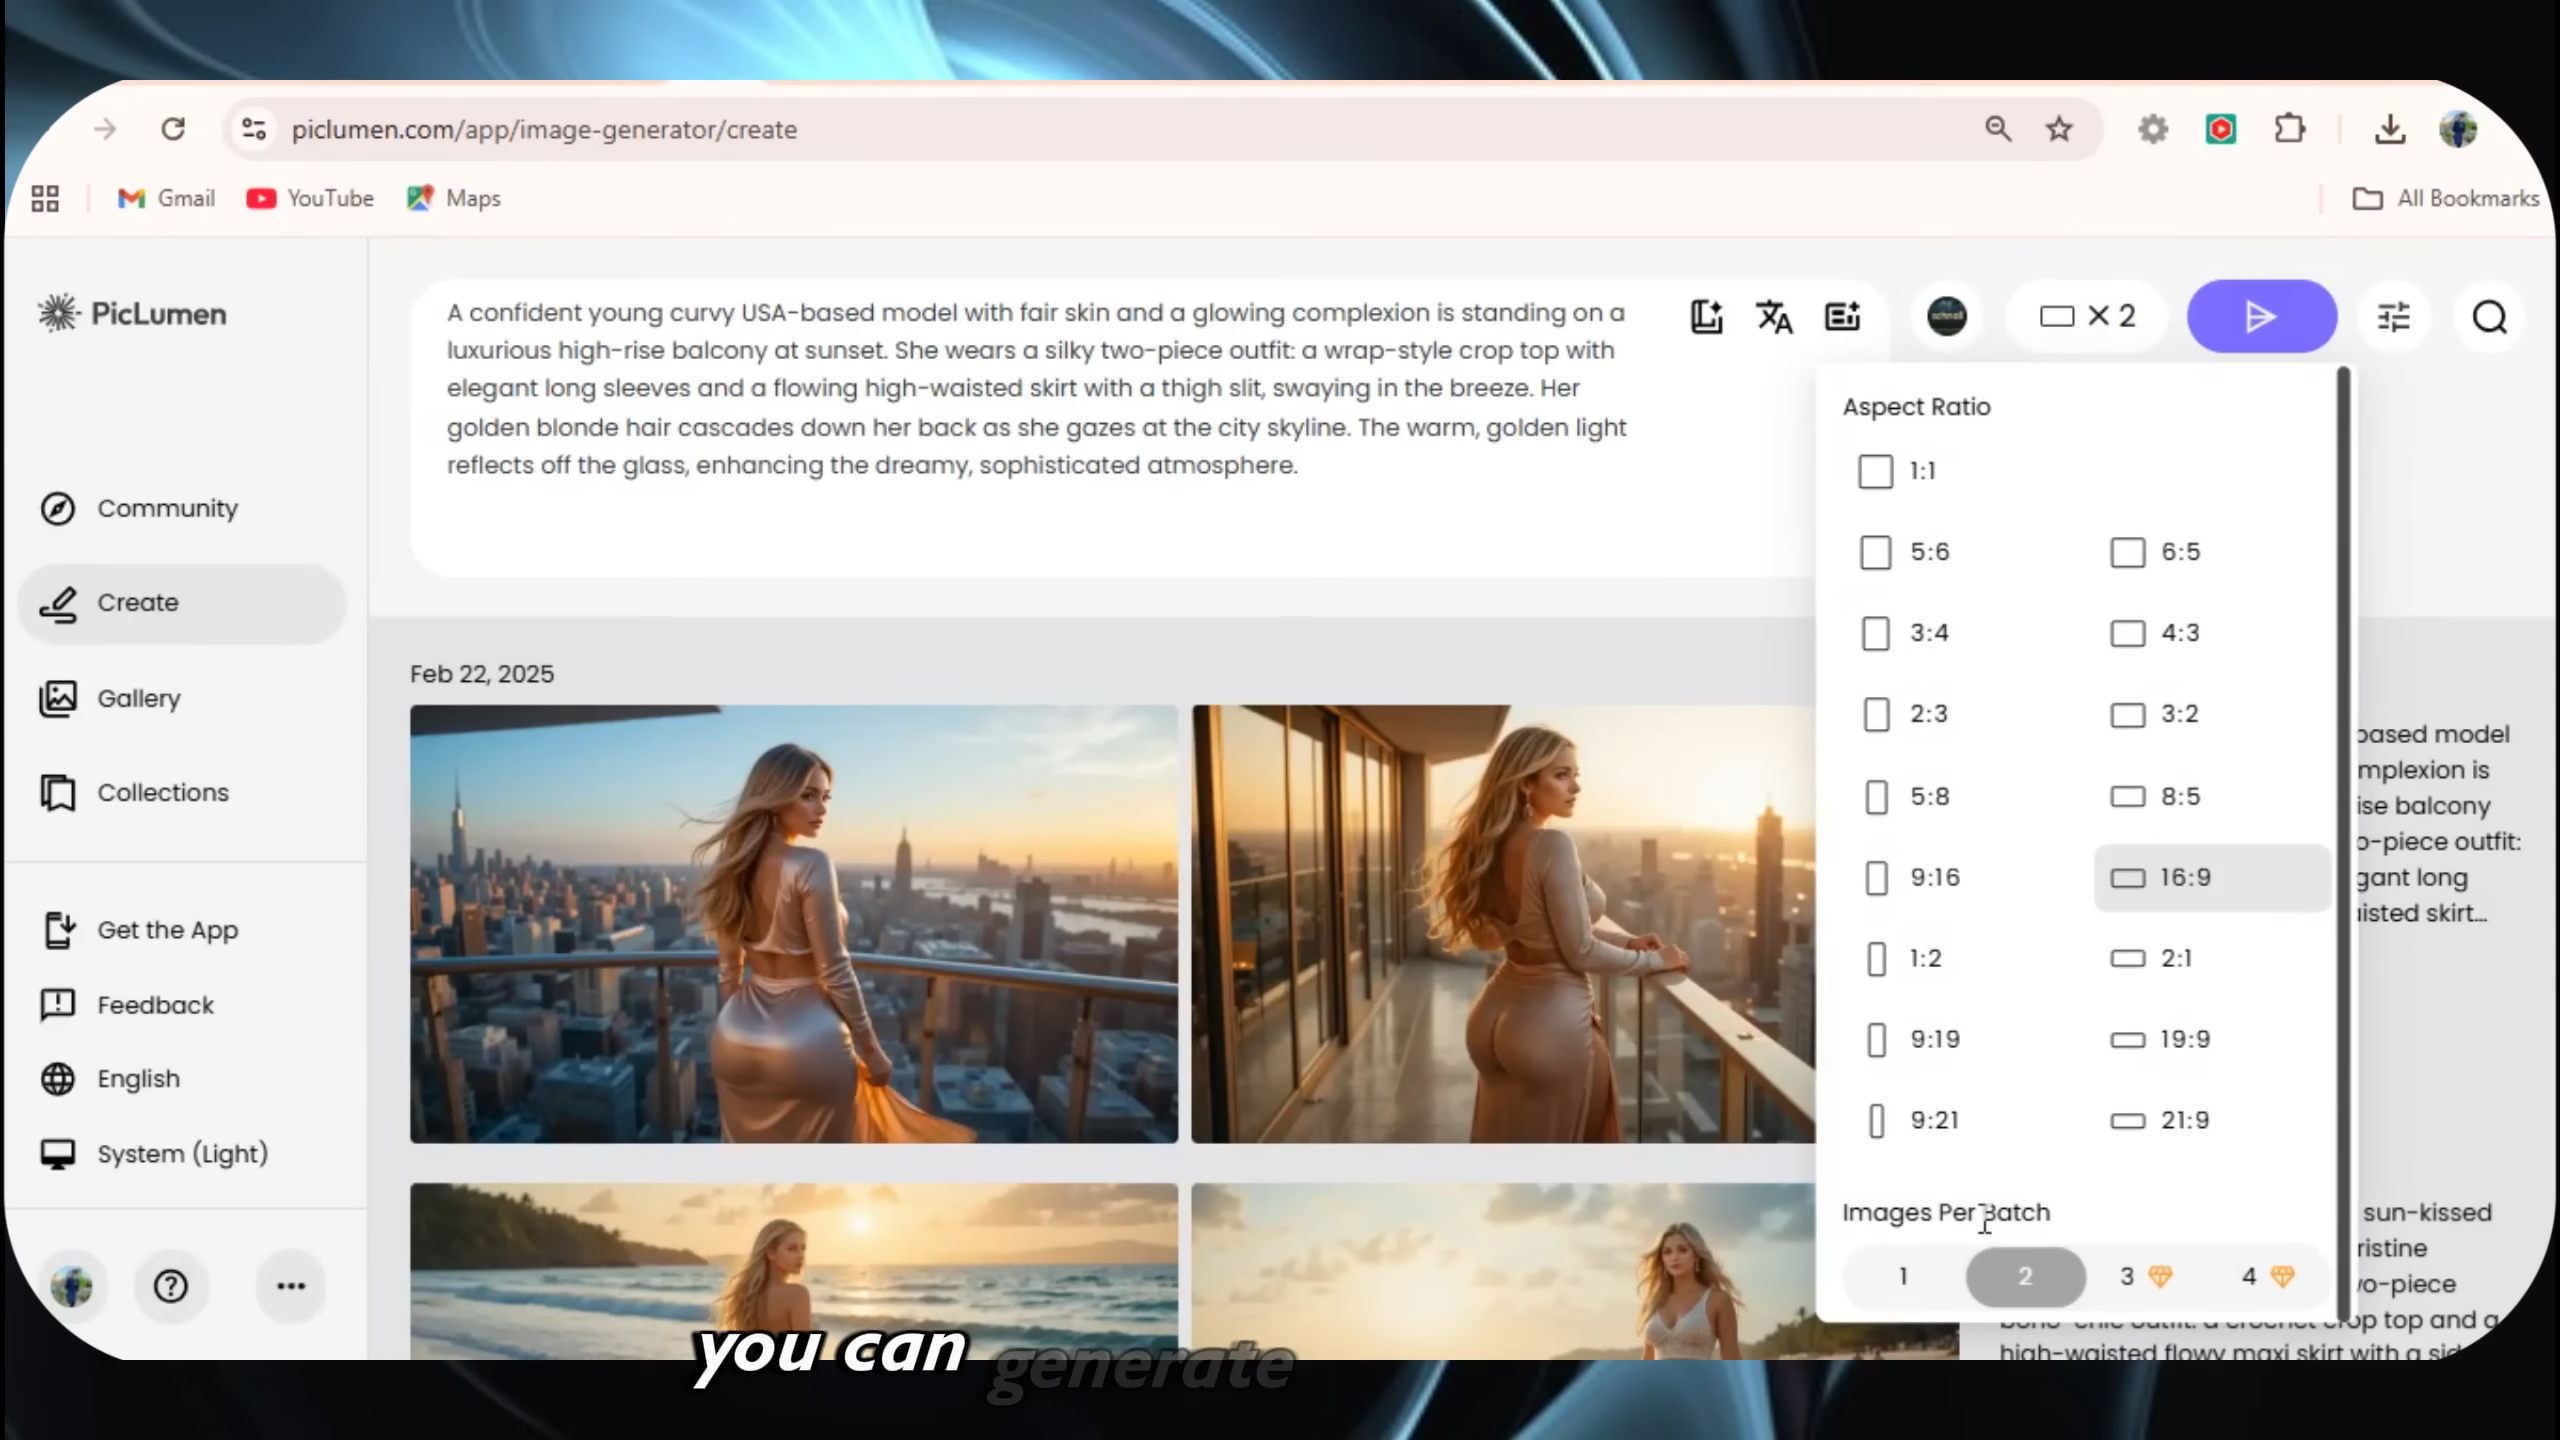 piclumen.com/app/image-generator/create
Gmail
YouTube
Maps
All Bookmarks
PicLumen
A confident young curvy USA-based model with fair skin and a glowing complexion is standing on a
luxurious high-rise balcony at sunset. She wears a silky two-piece outfit: a wrap-style crop top with
elegant long sleeves and a flowing high-waisted skirt with a thigh slit, swaying in the breeze. Her
golden blonde hair cascades down her back as she gazes at the city skyline. The warm, golden light
reflects off the glass, enhancing the dreamy, sophisticated atmosphere.
schnell
× 2
Community
Create
Gallery
Collections
Get the App
Feedback
English
System (Light)
Feb 22, 2025
Aspect Ratio
1:1
5:6
6:5
3:4
4:3
2:3
3:2
5:8
8:5
9:16
16:9
1:2
2:1
9:19
19:9
9:21
21:9
Images Per Batch
1
2
3
4
based model
mplexion is
ise balcony
o-piece outfit:
gant long
isted skirt...
sun-kissed
ristine
vo-piece
boho-chic outfit: a crochet crop top and a
high-waisted flowy maxi skirt with a sid
you can generate